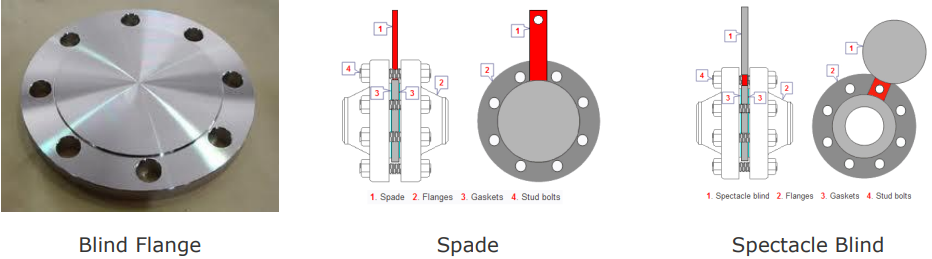 1
1
4
2
2
3
3
1. Spade 2. Flanges 3. Gaskets 4. Stud bolts
1
1
4
2
2
3
3
1. Spectacle blind 2. Flanges 3. Gaskets 4. Stud bolts
Blind Flange
Spade
Spectacle Blind